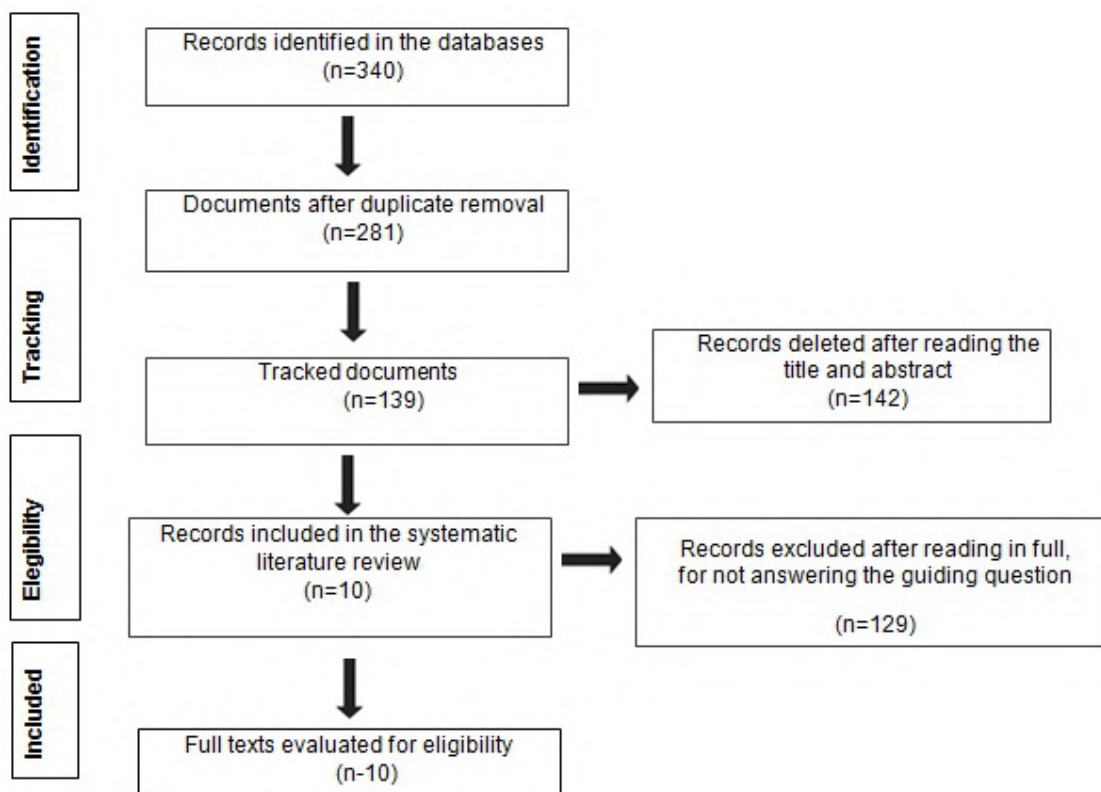 Identification
Records identified in the databases
(n=340)
Documents after duplicate removal
(n=281)
Tracking
Tracked documents
(n=139)
Records deleted after reading the
title and abstract
(n=142)
Elegibility
Records included in the systematic
literature review
(n=10)
Records excluded after reading in full,
for not answering the guiding question
(n=129)
Included
Full texts evaluated for eligibility
(n-10)